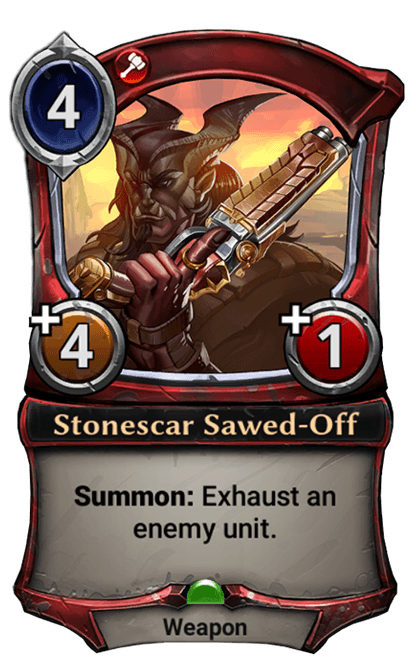 4
+4
+1
Stonescar Sawed-Off
Summon: Exhaust an
enemy unit.
Weapon